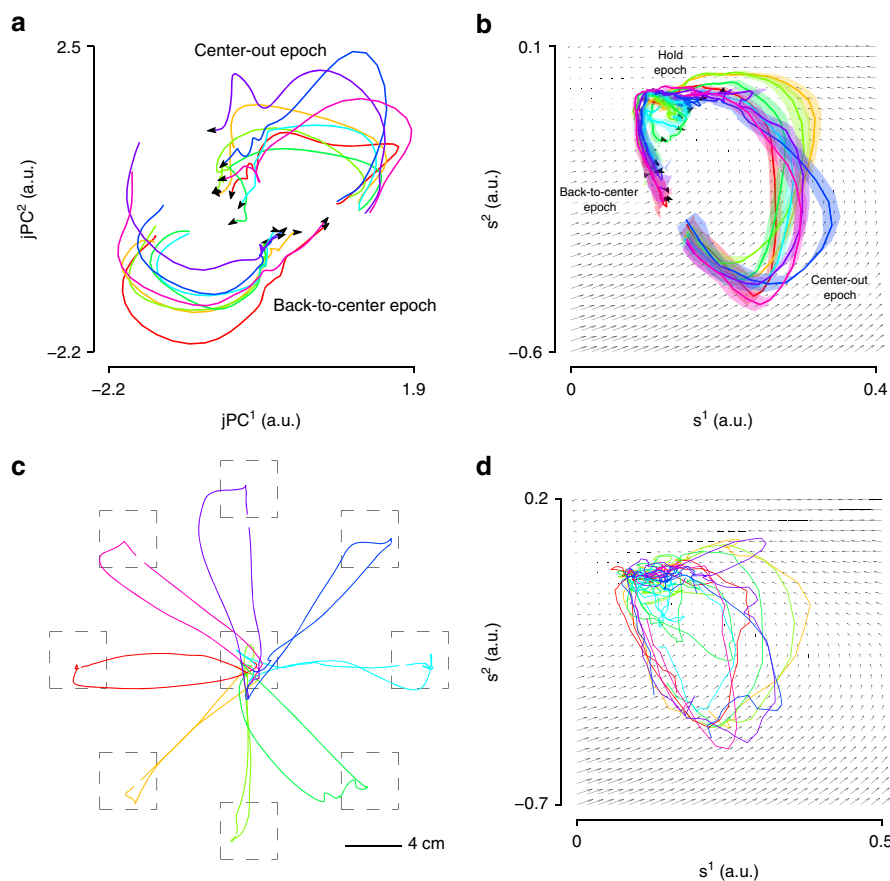 a
2.5
Center-out epoch
jPC2 (a.u.)
Back-to-center epoch
−2.2
−2.2
1.9
jPC1 (a.u.)
b
0.1
Hold
epoch
s2 (a.u.)
Back-to-center
epoch
Center-out
epoch
−0.6
0
0.4
s1 (a.u.)
c
4 cm
d
0.2
s2 (a.u.)
−0.7
0
0.5
s1 (a.u.)